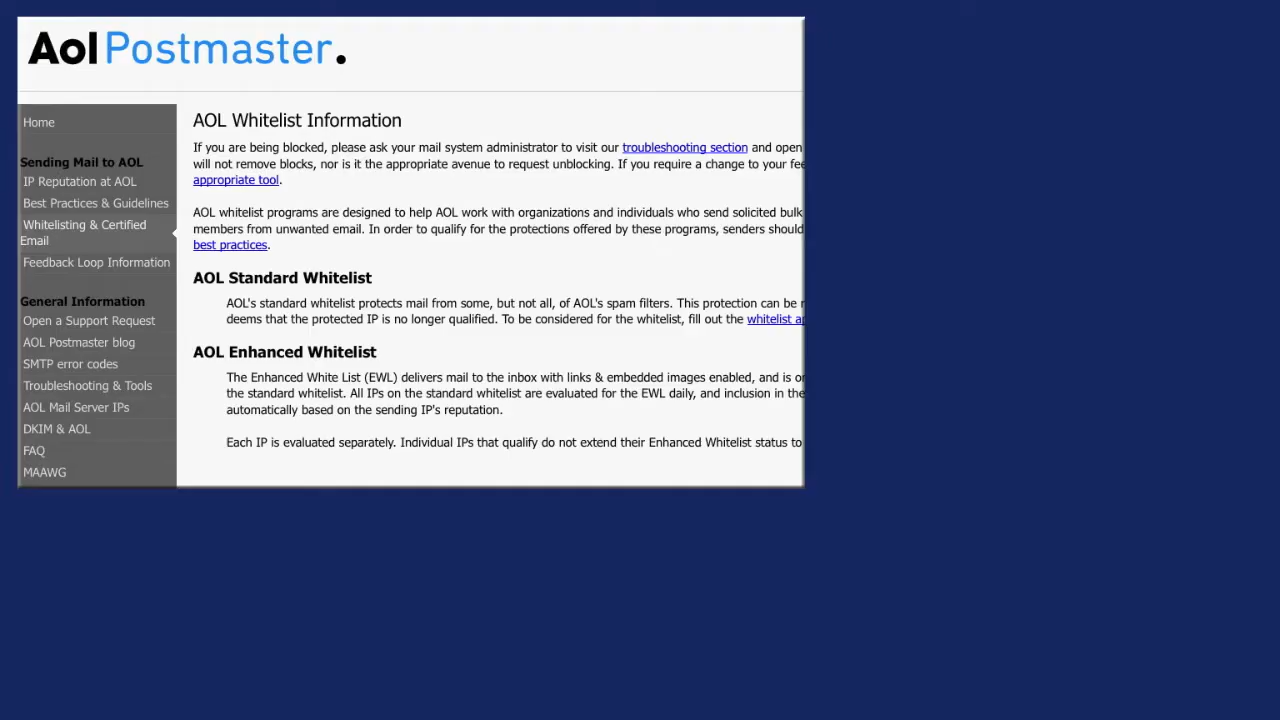 Aol Postmaster.
Home
Sending Mail to AOL
IP Reputation at AOL
Best Practices & Guidelines
Whitelisting & Certified
Email
Feedback Loop Information
General Information
Open a Support Request
AOL Postmaster blog
SMTP error codes
Troubleshooting & Tools
AOL Mail Server IPs
DKIM & AOL
FAQ
MAAWG
AOL Whitelist Information
If you are being blocked, please ask your mail system administrator to visit our troubleshooting section and open
will not remove blocks, nor is it the appropriate avenue to request unblocking. If you require a change to your
appropriate tool.
AOL whitelist programs are designed to help AOL work with organizations and individuals who send solicited bulk
members from unwanted email. In order to qualify for the protections offered by these programs, senders should
best practices.
AOL Standard Whitelist
AOL's standard whitelist protects mail from some, but not all, of AOL's spam filters. This protection can be
deems that the protected IP is no longer qualified. To be considered for the whitelist, fill out the whitelist
AOL Enhanced Whitelist
The Enhanced White List (EWL) delivers mail to the inbox with links & embedded images enabled, and is
the standard whitelist. All IPs on the standard whitelist are evaluated for the EWL daily, and inclusion in the
automatically based on the sending IP's reputation.
Each IP is evaluated separately. Individual IPs that qualify do not extend their Enhanced Whitelist status to